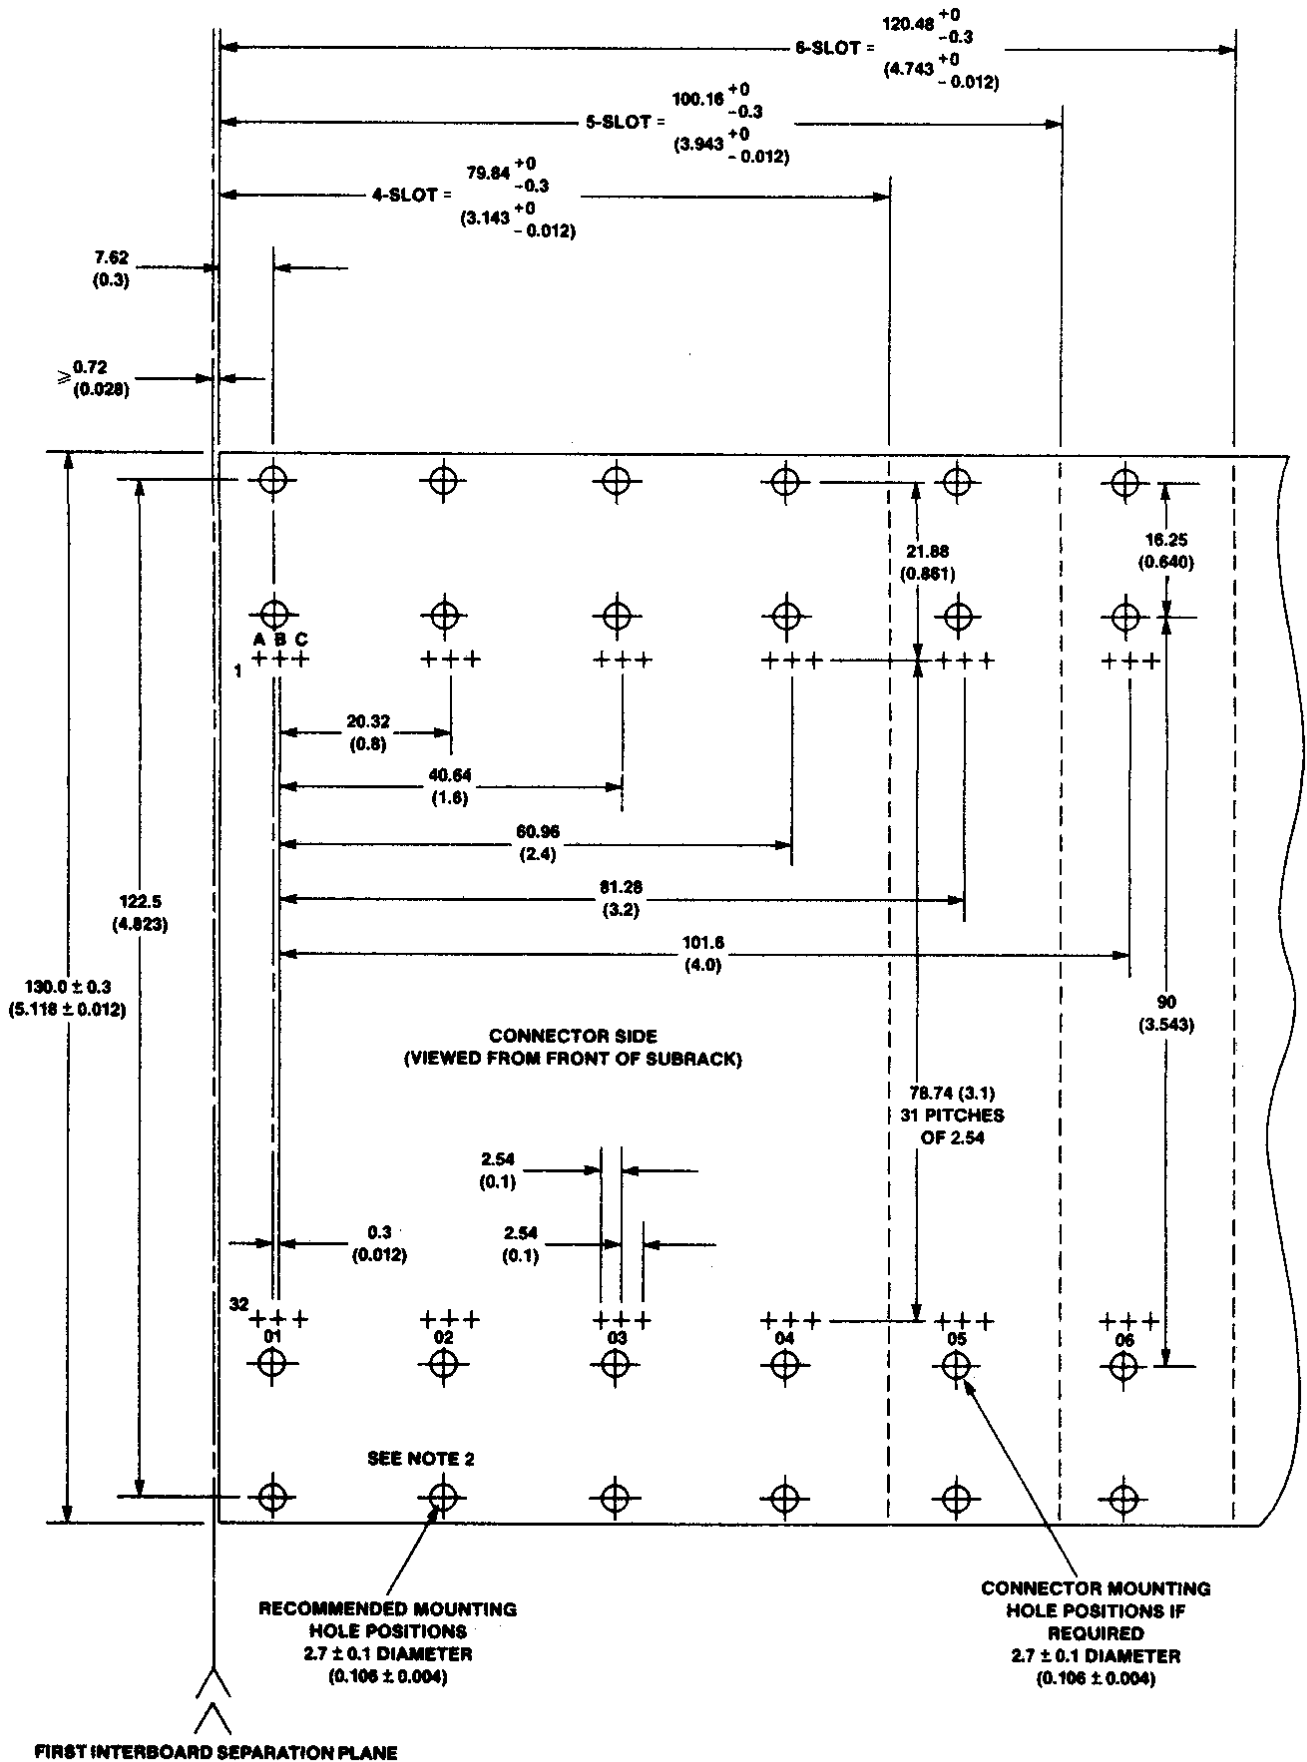 6-SLOT = 120.48 +0 -0.3
(4.743 +0 - 0.012)
5-SLOT = 100.16 +0 -0.3
(3.943 +0 - 0.012)
4-SLOT = 79.84 +0 -0.3
(3.143 +0 - 0.012)
7.62
(0.3)
⩾ 0.72
(0.028)
21.88
(0.861)
16.25
(0.640)
A B C
1
20.32
(0.8)
40.64
(1.6)
60.96
(2.4)
81.28
(3.2)
101.6
(4.0)
122.5
(4.823)
130.0 ± 0.3
(5.118 ± 0.012)
90
(3.543)
CONNECTOR SIDE
(VIEWED FROM FRONT OF SUBRACK)
78.74 (3.1)
31 PITCHES
OF 2.54
2.54
(0.1)
0.3
(0.012)
2.54
(0.1)
32
01 02 03 04 05 06
SEE NOTE 2
RECOMMENDED MOUNTING
HOLE POSITIONS
2.7 ± 0.1 DIAMETER
(0.106 ± 0.004)
CONNECTOR MOUNTING
HOLE POSITIONS IF
REQUIRED
2.7 ± 0.1 DIAMETER
(0.106 ± 0.004)
FIRST INTERBOARD SEPARATION PLANE